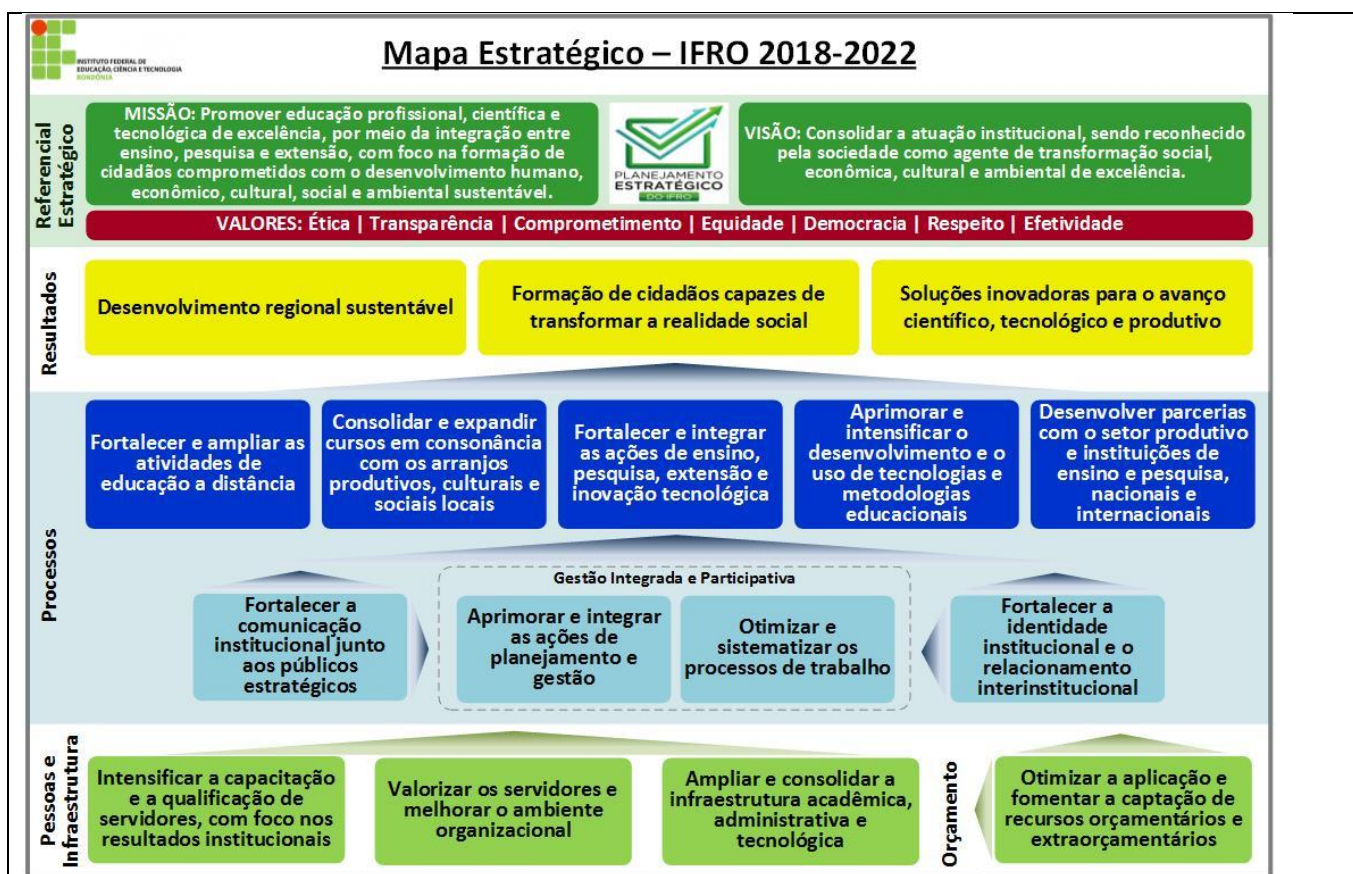 INSTITUTO FEDERAL DE
EDUCAÇÃO, CIÊNCIA E TECNOLOGIA
RONDÔNIA
Mapa Estratégico – IFRO 2018-2022
Referencial
Estratégico
MISSÃO: Promover educação profissional, científica e
tecnológica de excelência, por meio da integração entre
ensino, pesquisa e extensão, com foco na formação de
cidadãos comprometidos com o desenvolvimento humano,
econômico, cultural, social e ambiental sustentável.
PLANEJAMENTO
ESTRATÉGICO
DO IFRO
VISÃO: Consolidar a atuação institucional, sendo reconhecido
pela sociedade como agente de transformação social,
econômica, cultural e ambiental de excelência.
VALORES: Ética | Transparência | Comprometimento | Equidade | Democracia | Respeito | Efetividade
Resultados
Desenvolvimento regional sustentável
Formação de cidadãos capazes de
transformar a realidade social
Soluções inovadoras para o avanço
científico, tecnológico e produtivo
Processos
Fortalecer e ampliar as
atividades de
educação a distância
Consolidar e expandir
cursos em consonância
com os arranjos
produtivos, culturais e
sociais locais
Fortalecer e integrar
as ações de ensino,
pesquisa, extensão e
inovação tecnológica
Aprimorar e
intensificar o
desenvolvimento e o
uso de tecnologias e
metodologias
educacionais
Desenvolver parcerias
com o setor produtivo
e instituições de
ensino e pesquisa,
nacionais e
internacionais
Fortalecer a
comunicação
institucional junto
aos públicos
estratégicos
Gestão Integrada e Participativa
Aprimorar e integrar
as ações de
planejamento e
gestão
Otimizar e
sistematizar os
processos de trabalho
Fortalecer a
identidade
institucional e o
relacionamento
interinstitucional
Pessoas e
Infraestrutura
Intensificar a capacitação
e a qualificação de
servidores, com foco nos
resultados institucionais
Valorizar os servidores e
melhorar o ambiente
organizacional
Ampliar e consolidar a
infraestrutura acadêmica,
administrativa e
tecnológica
Orçamento
Otimizar a aplicação e
fomentar a captação de
recursos orçamentários e
extraorçamentários